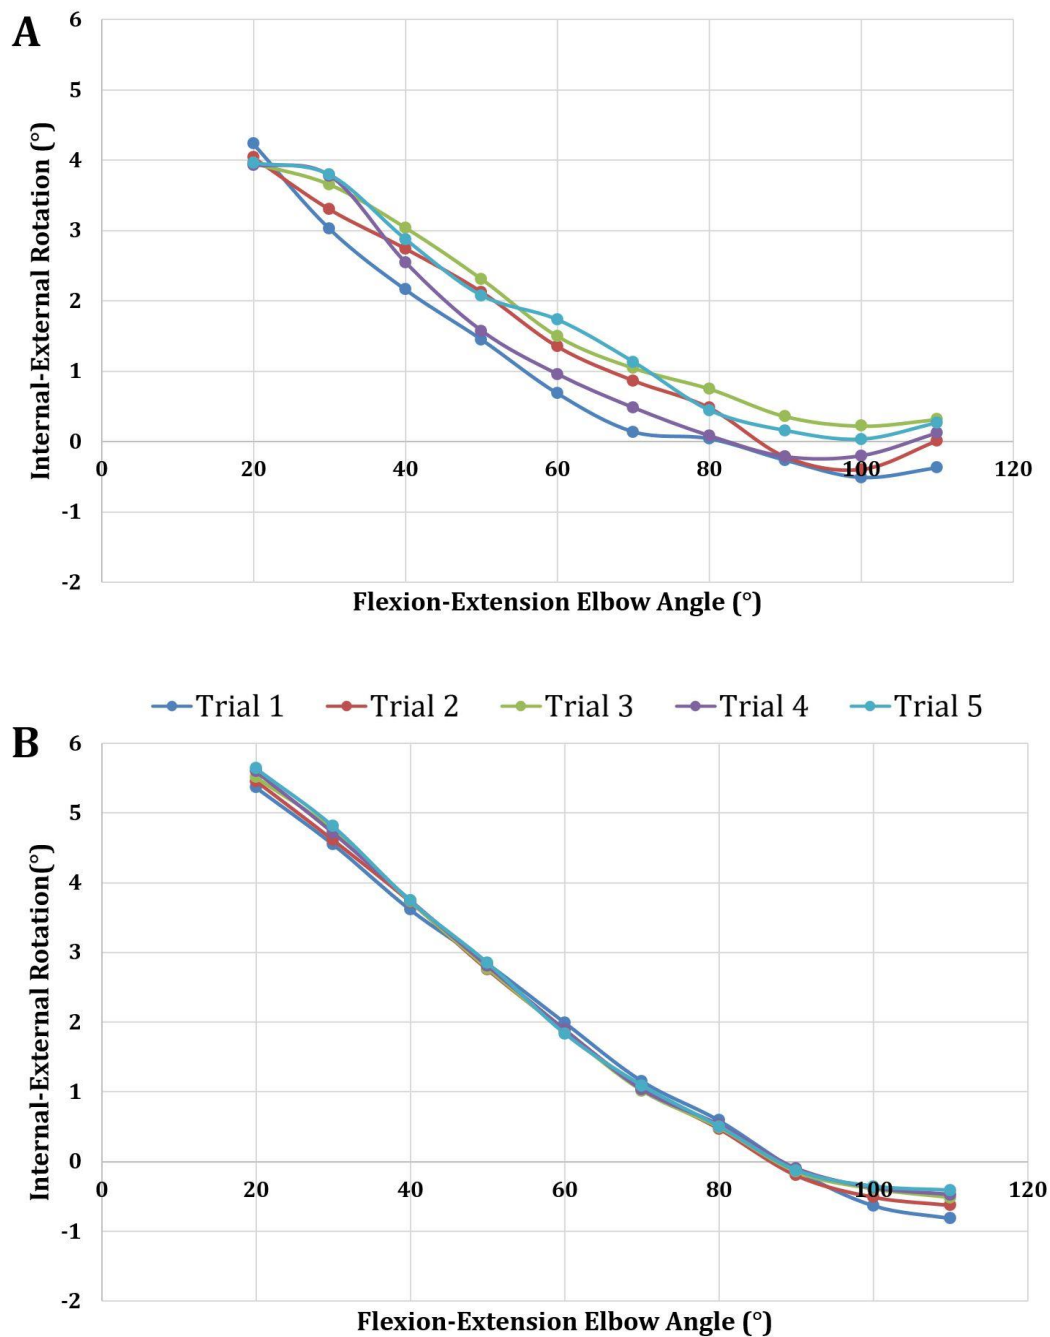 A
6
5
4
3
2
1
0
-1
-2
0 20 40 60 80 100 120
Internal-External Rotation (°)
Flexion-Extension Elbow Angle (°)
Trial 1 Trial 2 Trial 3 Trial 4 Trial 5
B
6
5
4
3
2
1
0
-1
-2
0 20 40 60 80 100 120
Internal-External Rotation(°)
Flexion-Extension Elbow Angle (°)